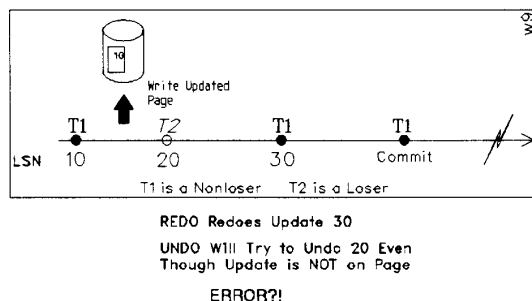 W9
10
Write Updated
Page
T1 T2 T1 T1
LSN 10 20 30 Commit
T1 is a Nonloser T2 is a Loser
REDO Redoes Update 30
UNDO Will Try to Undo 20 Even
Though Update is NOT on Page
ERROR?!